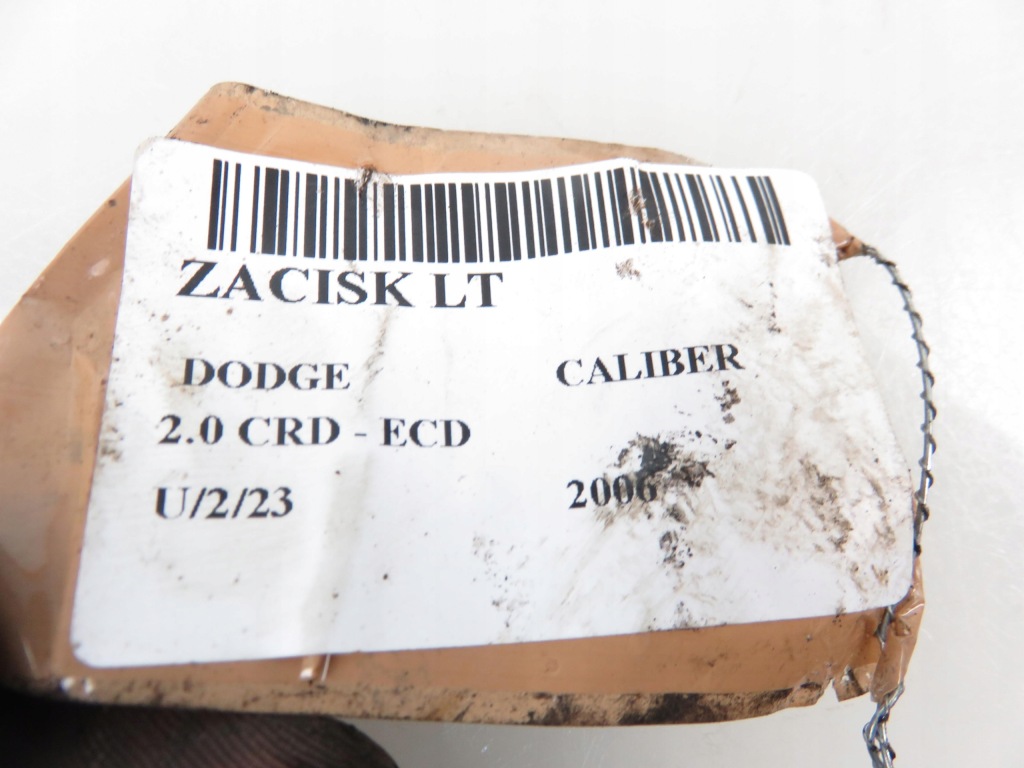 ZACISK LT
DODGE CALIBER
2.0 CRD - ECD
U/2/23 2006